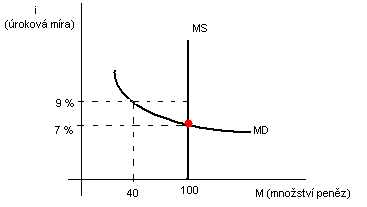 i
(úroková míra)
MS
9 %
7 %
MD
40
100
M (množství peněz)